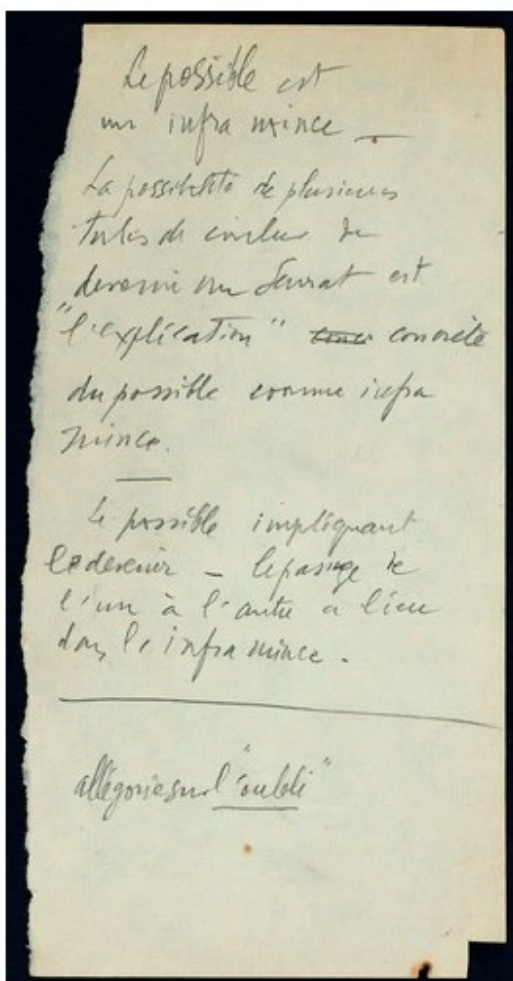 Le possible est
un infra mince _
La possibilité de plusieurs
tubes de couleur de
devenir un Seurat est
"l'explication" concrète
du possible comme infra
mince.
Le possible impliquant
le devenir – le passage de
l'un à l'autre a lieu
dans l'infra mince.
allégorie sur l'"oubli"